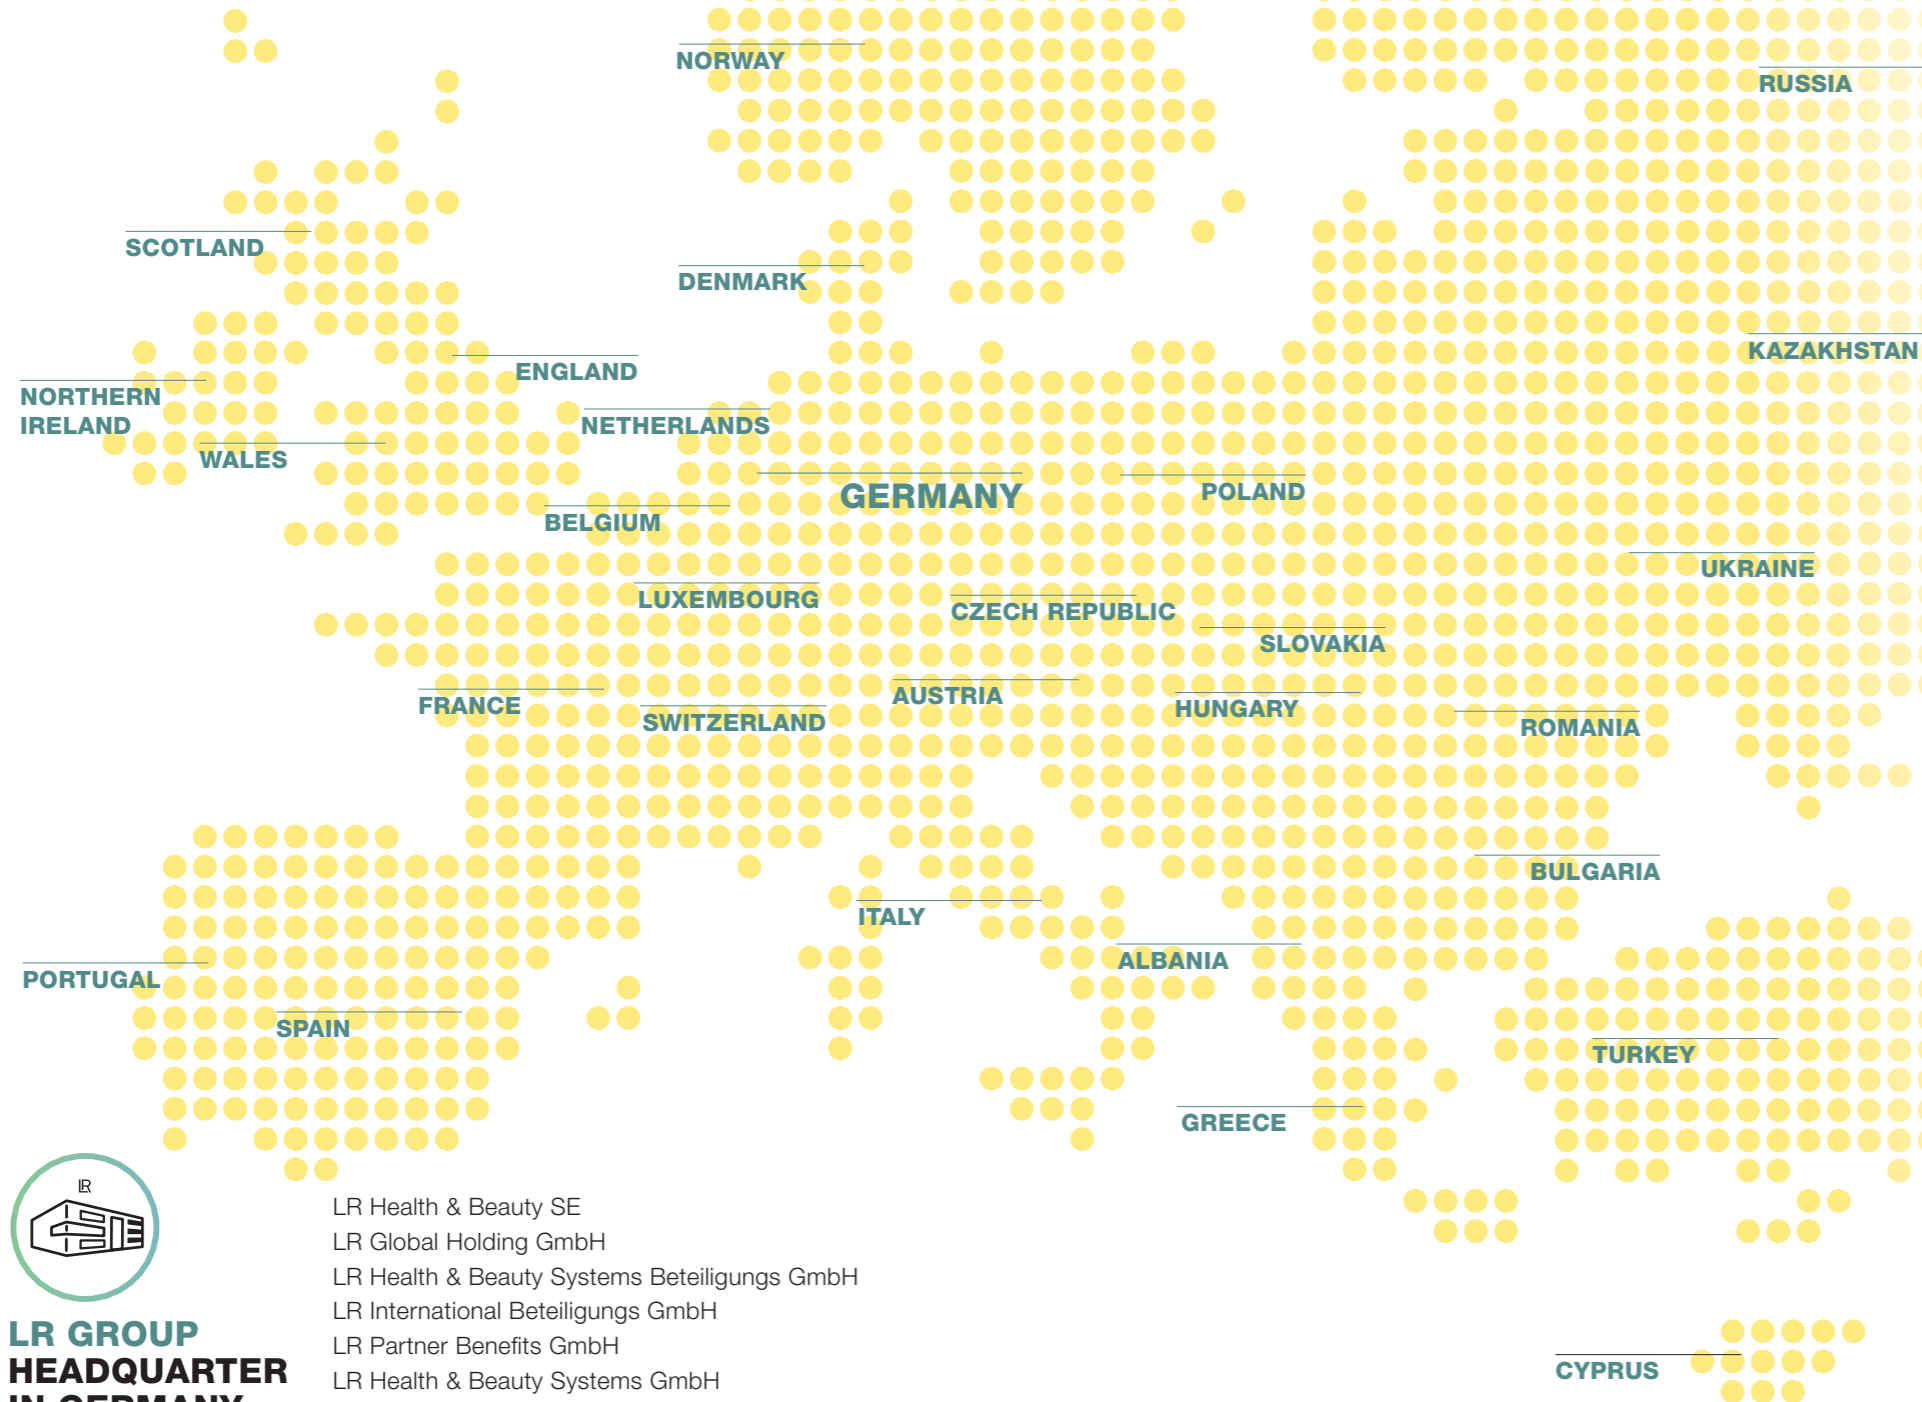 NORWAY
RUSSIA
SCOTLAND
DENMARK
KAZAKHSTAN
ENGLAND
NORTHERN
IRELAND
NETHERLANDS
WALES
GERMANY
POLAND
BELGIUM
UKRAINE
LUXEMBOURG
CZECH REPUBLIC
SLOVAKIA
FRANCE
AUSTRIA
SWITZERLAND
HUNGARY
ROMANIA
BULGARIA
ITALY
ALBANIA
PORTUGAL
SPAIN
TURKEY
GREECE
CYPRUS
LR
LR GROUP
HEADQUARTER
IN GERMANY
LR Health & Beauty SE
LR Global Holding GmbH
LR Health & Beauty Systems Beteiligungs GmbH
LR International Beteiligungs GmbH
LR Partner Benefits GmbH
LR Health & Beauty Systems GmbH